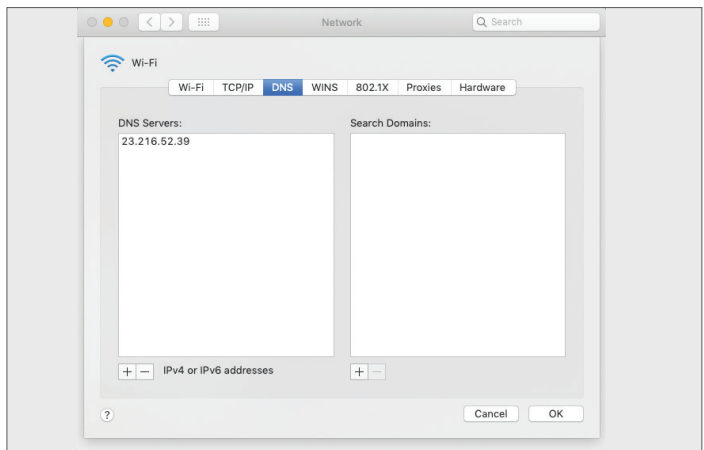 Network
Search
Wi-Fi
Wi-Fi TCP/IP DNS WINS 802.1X Proxies Hardware
DNS Servers:
Search Domains:
23.216.52.39
+ − IPv4 or IPv6 addresses
+ −
? Cancel OK